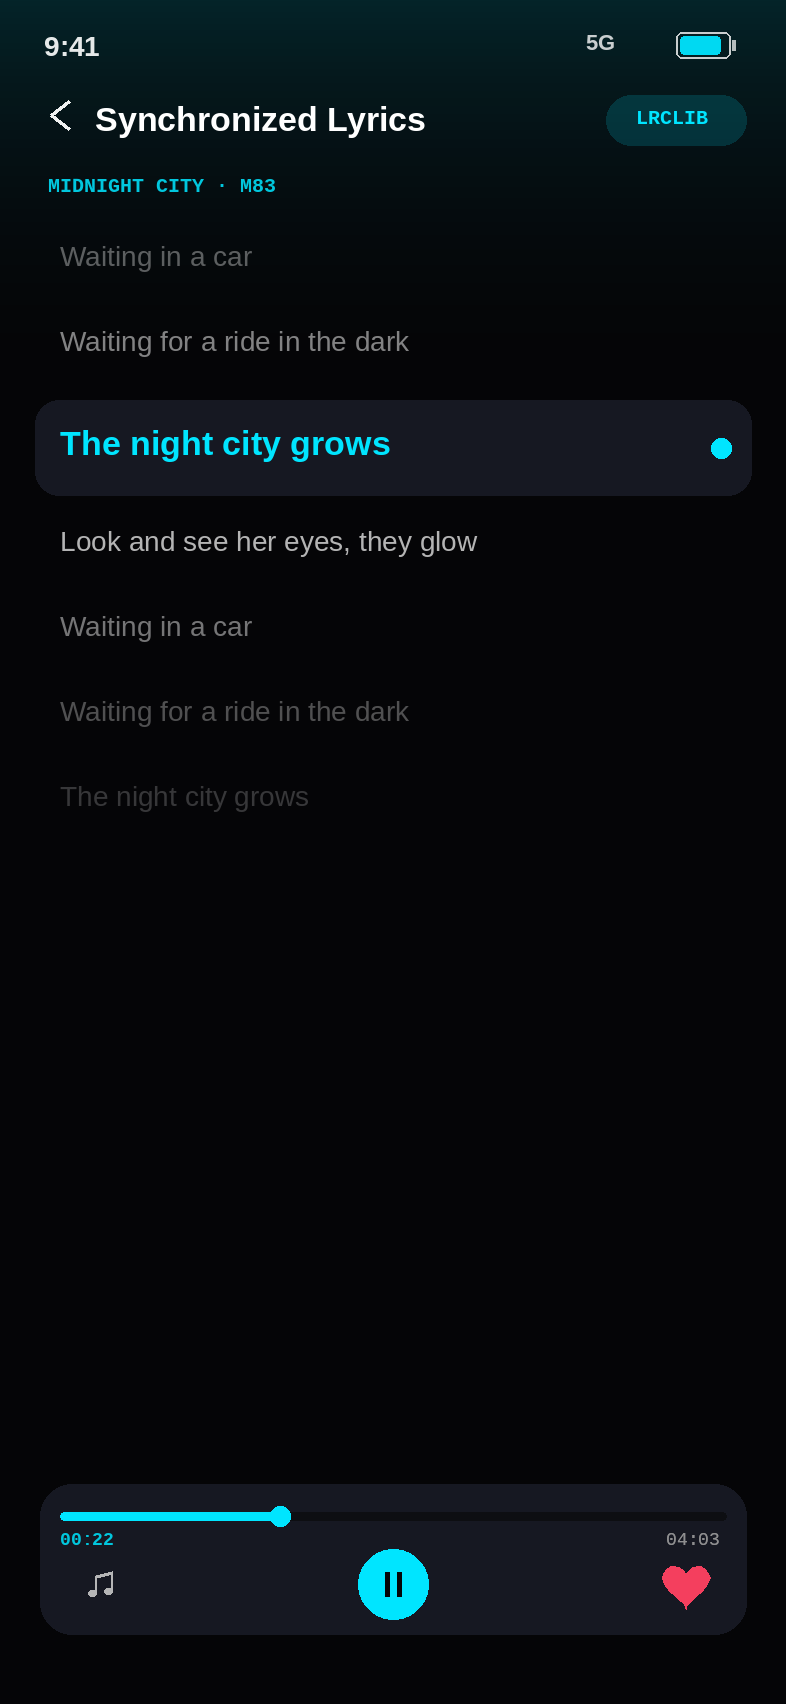 9:41 5G
Synchronized Lyrics LRCLIB
MIDNIGHT CITY · M83
Waiting in a car
Waiting for a ride in the dark
The night city grows
Look and see her eyes, they glow
Waiting in a car
Waiting for a ride in the dark
The night city grows
00:22 04:03